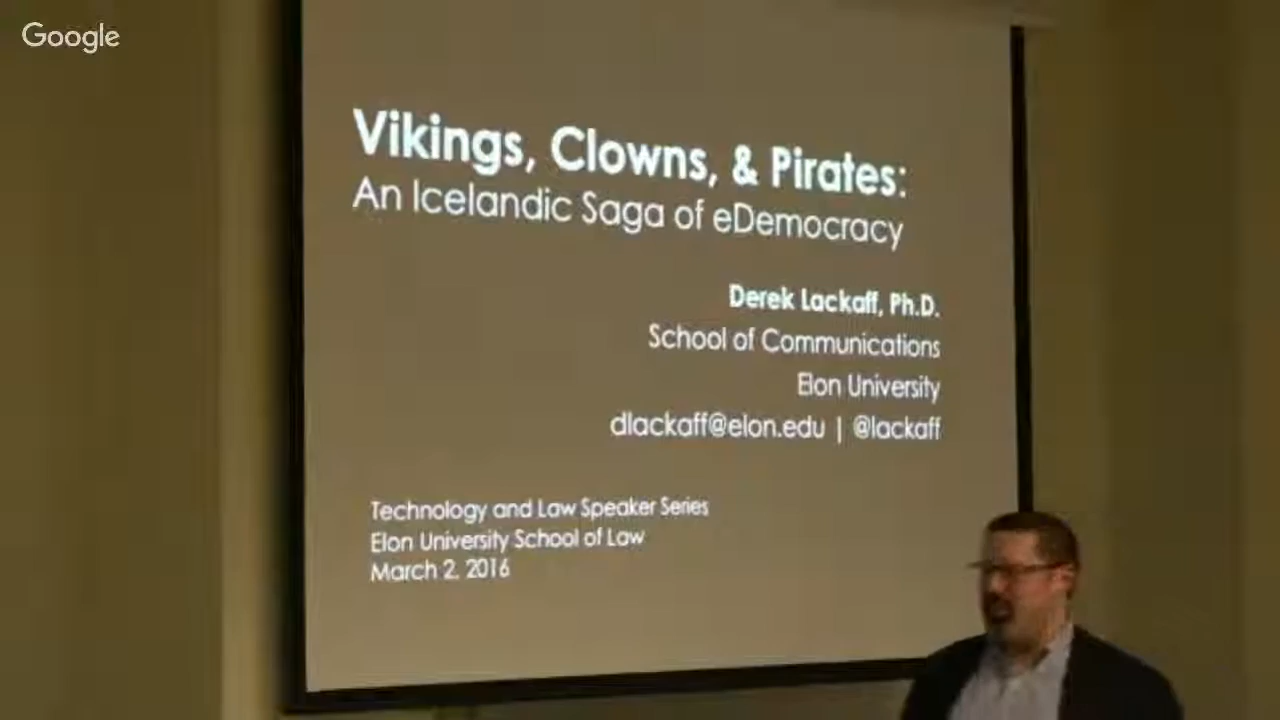 Google
Vikings, Clowns, & Pirates:
An Icelandic Saga of eDemocracy
Derek Lackaff, Ph.D.
School of Communications
Elon University
dlackaff@elon.edu | @lackaff
Technology and Law Speaker Series
Elon University School of Law
March 2, 2016